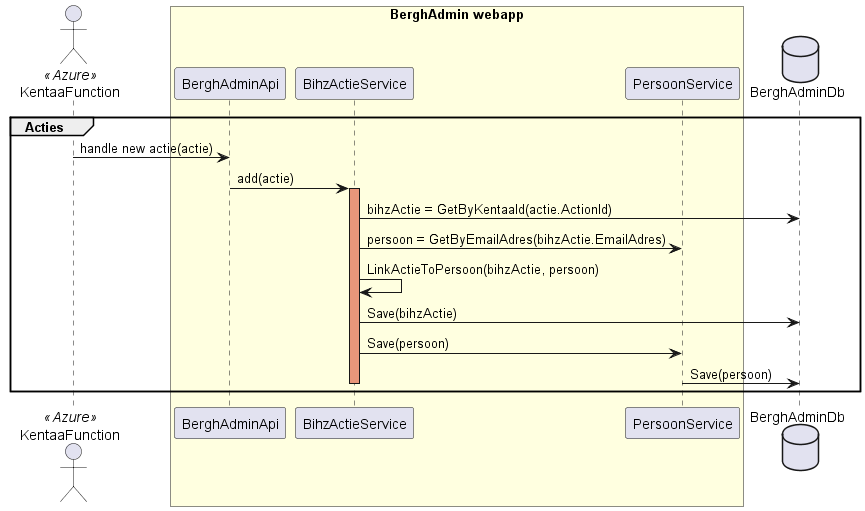 BerghAdmin webapp
« Azure »
KentaaFunction
BerghAdminApi
BihzActieService
PersoonService
BerghAdminDb
Acties
handle new actie(actie)
add(actie)
bihzActie = GetByKentaaId(actie.ActionId)
persoon = GetByEmailAdres(bihzActie.EmailAdres)
LinkActieToPersoon(bihzActie, persoon)
Save(bihzActie)
Save(persoon)
Save(persoon)
« Azure »
KentaaFunction
BerghAdminApi
BihzActieService
PersoonService
BerghAdminDb